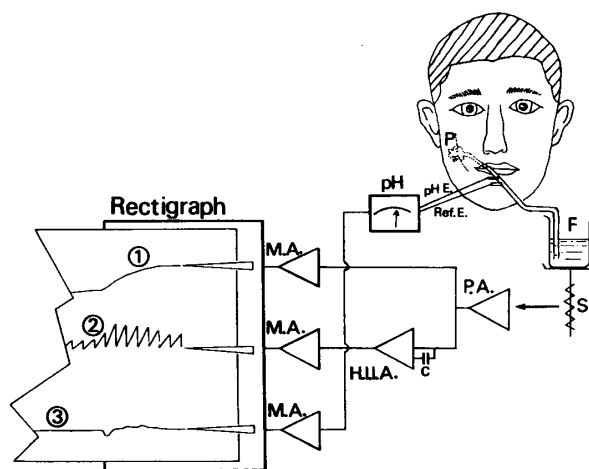 P
pH
pH E.
Ref.E.
F
Rectigraph
①
M.A.
P.A.
S
②
M.A.
H.I.I.A.
C
③
M.A.